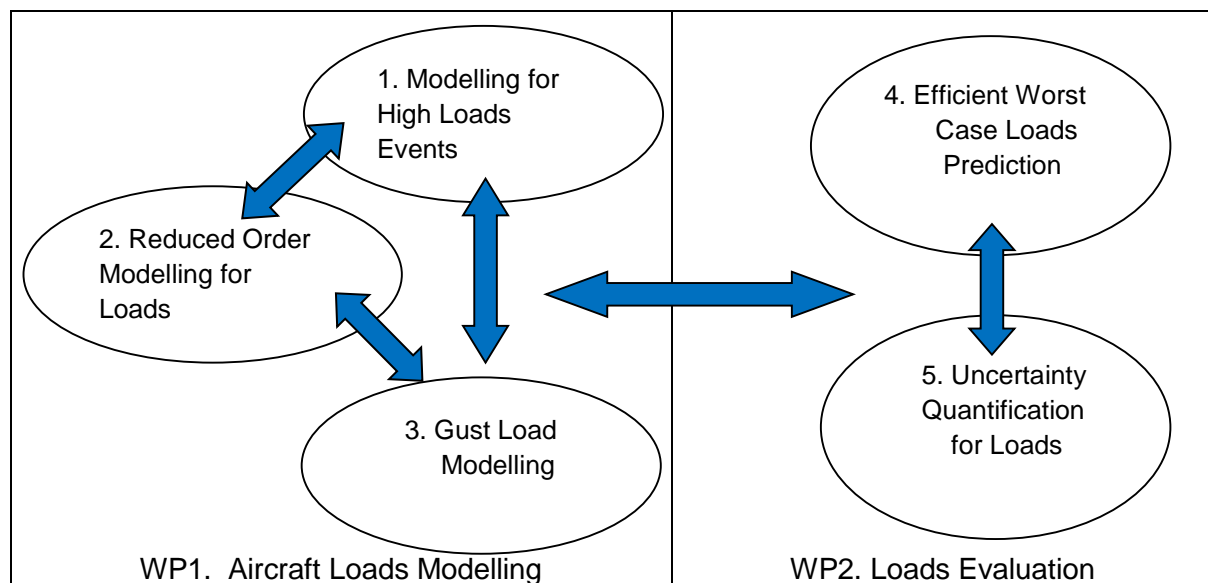 1. Modelling for
High Loads
Events
2. Reduced Order
Modelling for
Loads
3. Gust Load
Modelling
WP1. Aircraft Loads Modelling
4. Efficient Worst
Case Loads
Prediction
5. Uncertainty
Quantification
for Loads
WP2. Loads Evaluation